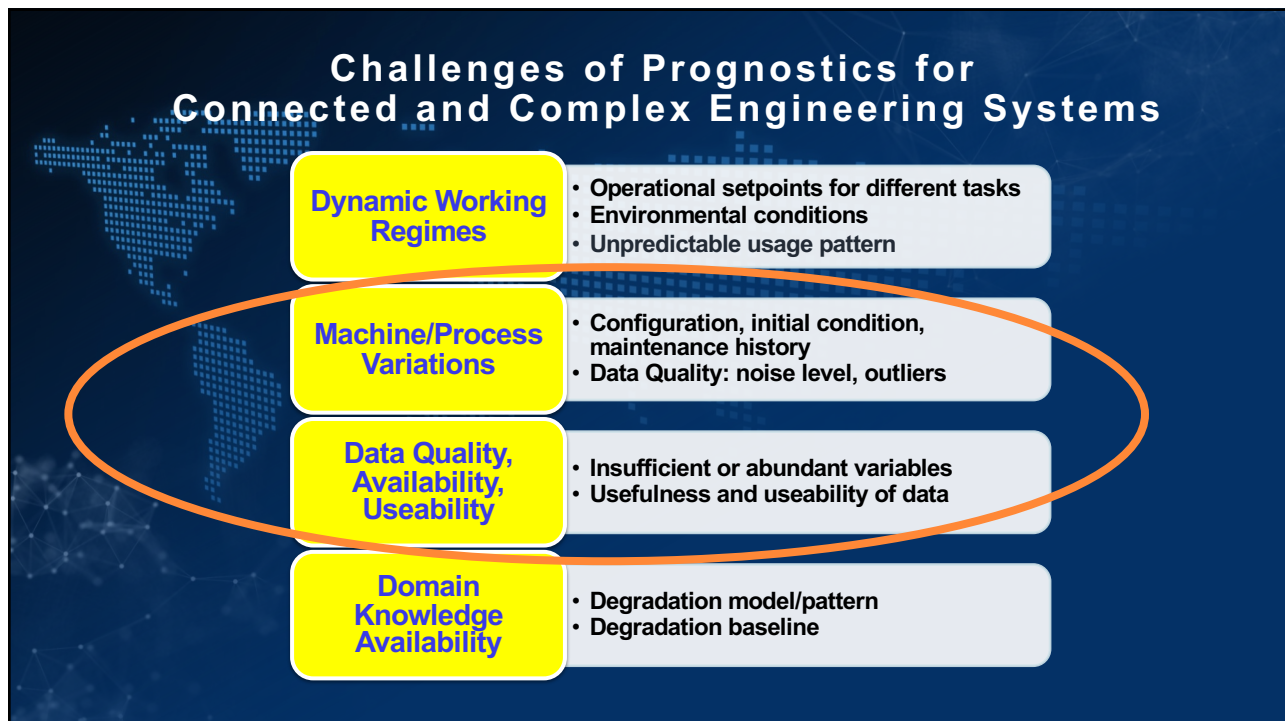 Challenges of Prognostics for
Connected and Complex Engineering Systems
Dynamic Working
Regimes
• Operational setpoints for different tasks
• Environmental conditions
• Unpredictable usage pattern
Machine/Process
Variations
• Configuration, initial condition,
maintenance history
• Data Quality: noise level, outliers
Data Quality,
Availability,
Useability
• Insufficient or abundant variables
• Usefulness and useability of data
Domain
Knowledge
Availability
• Degradation model/pattern
• Degradation baseline